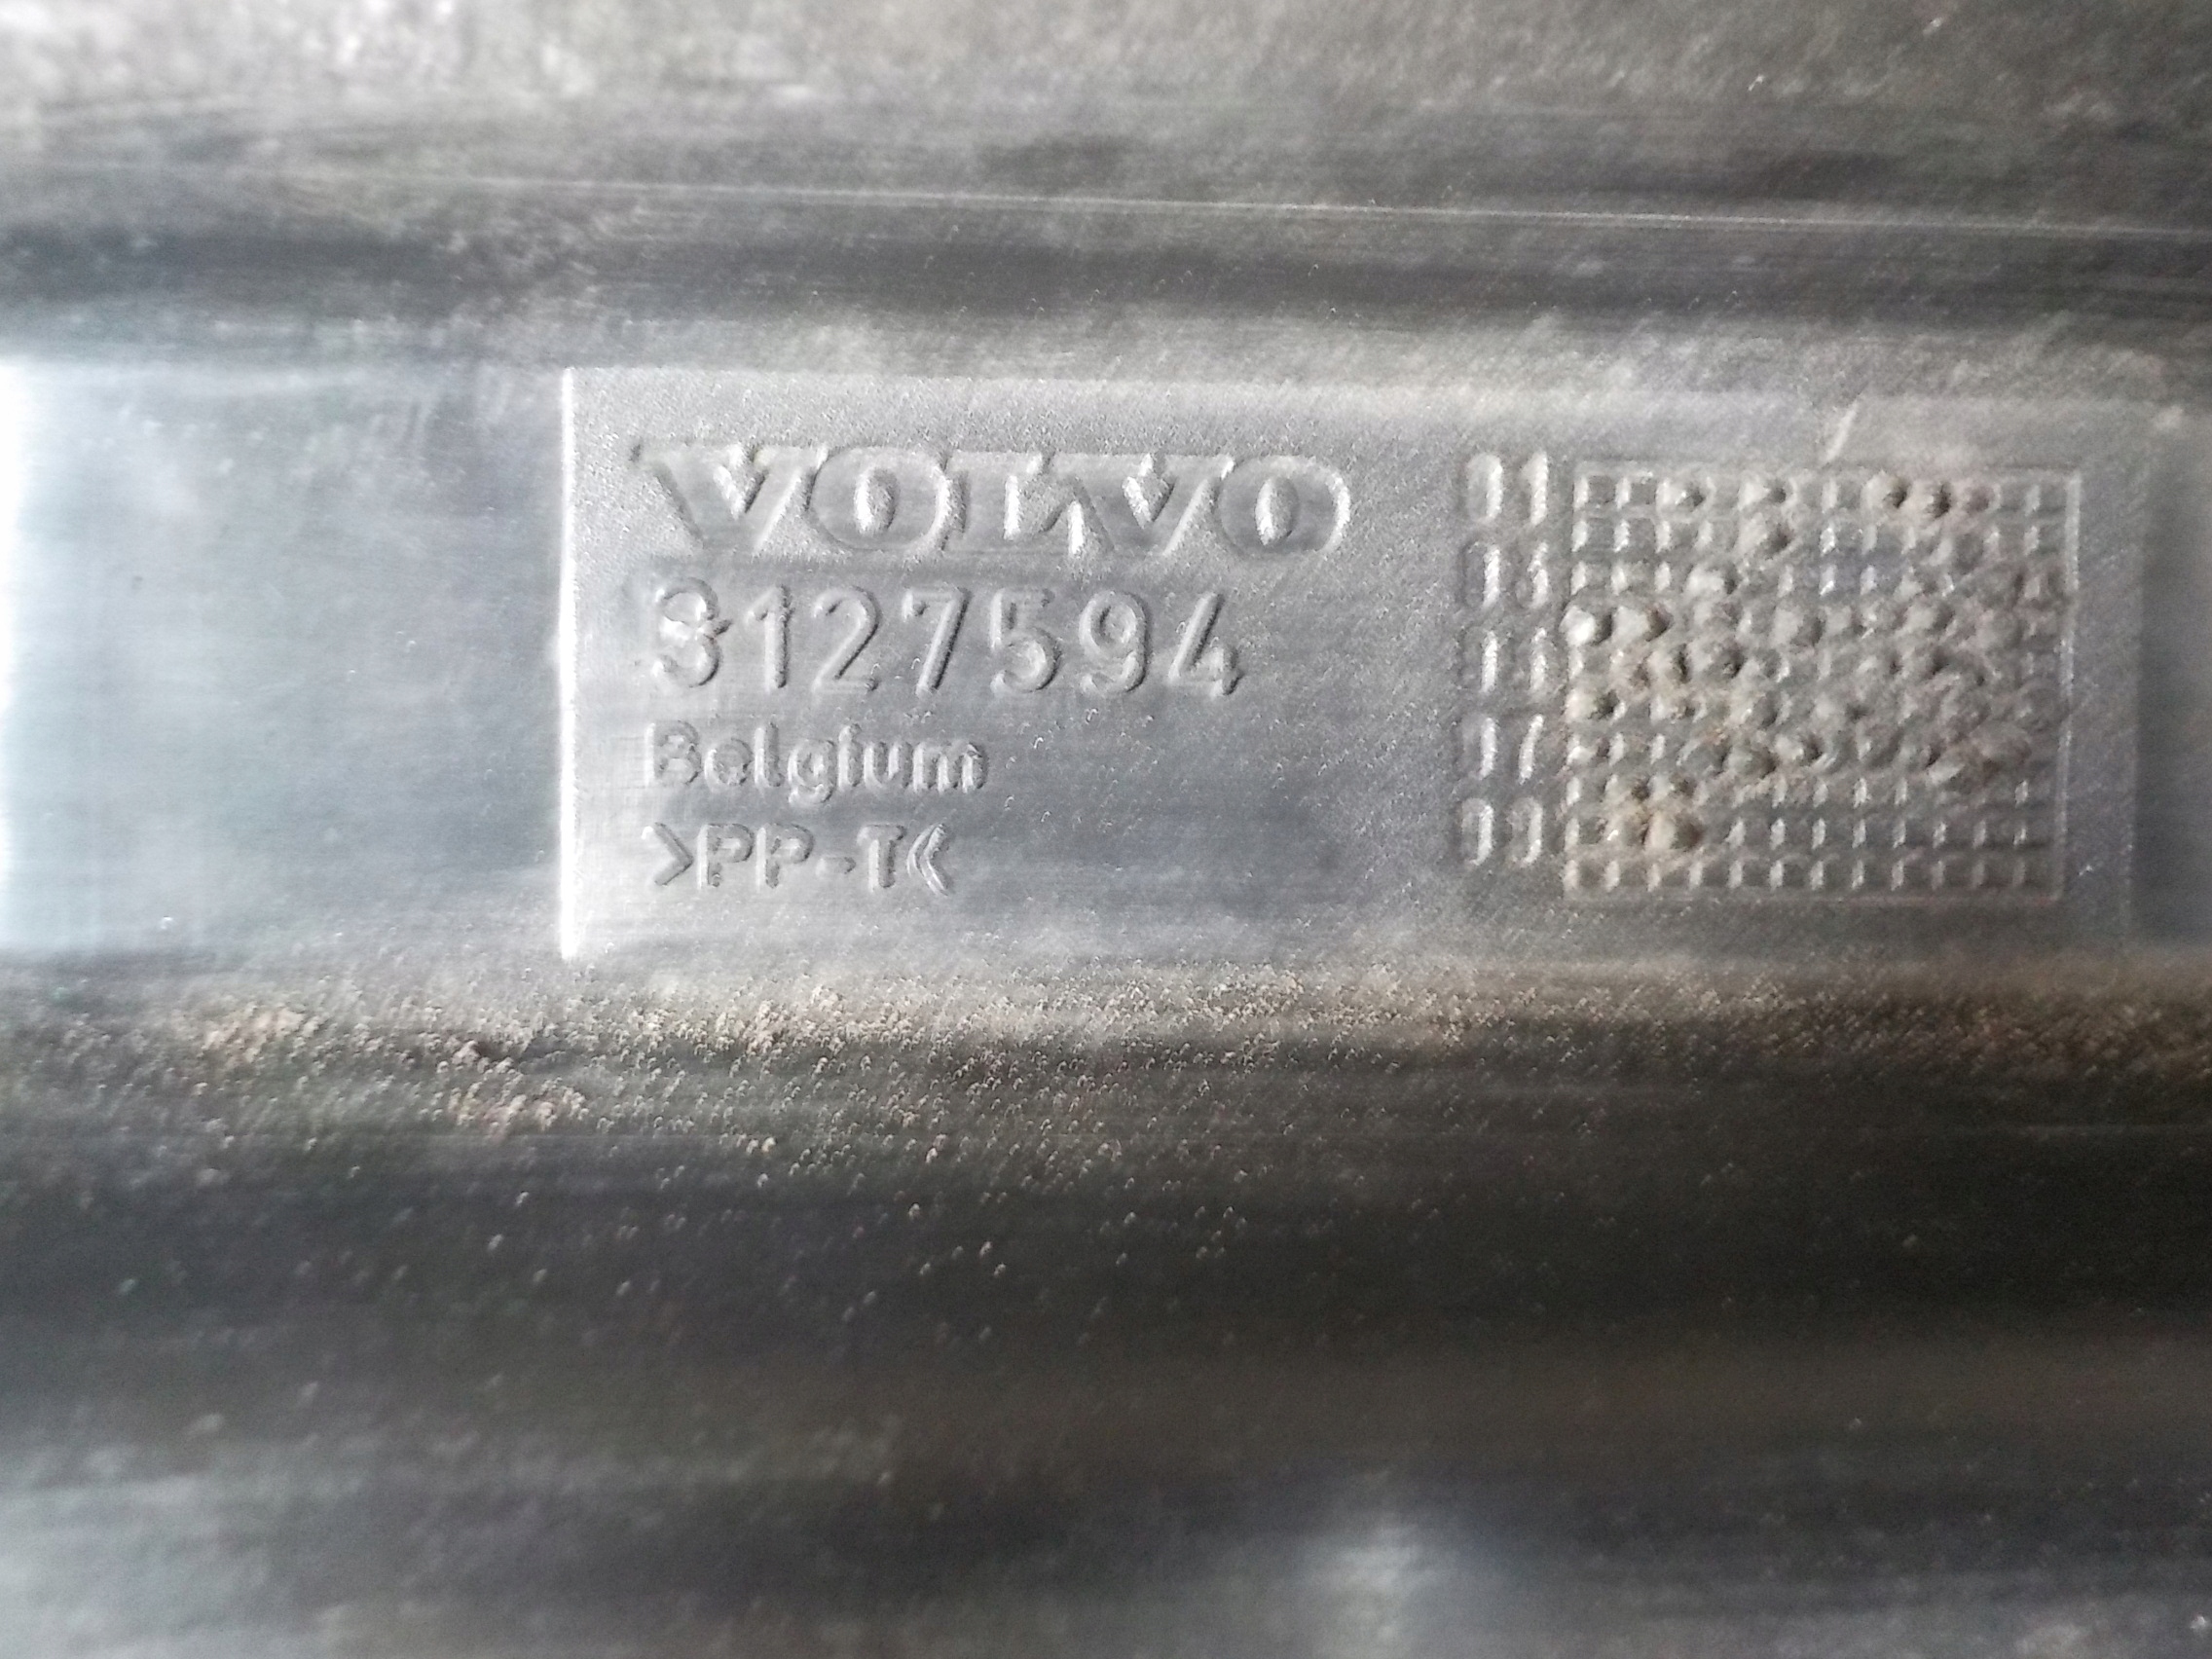 VOLVO
3127594
Belgium
>PP-T<